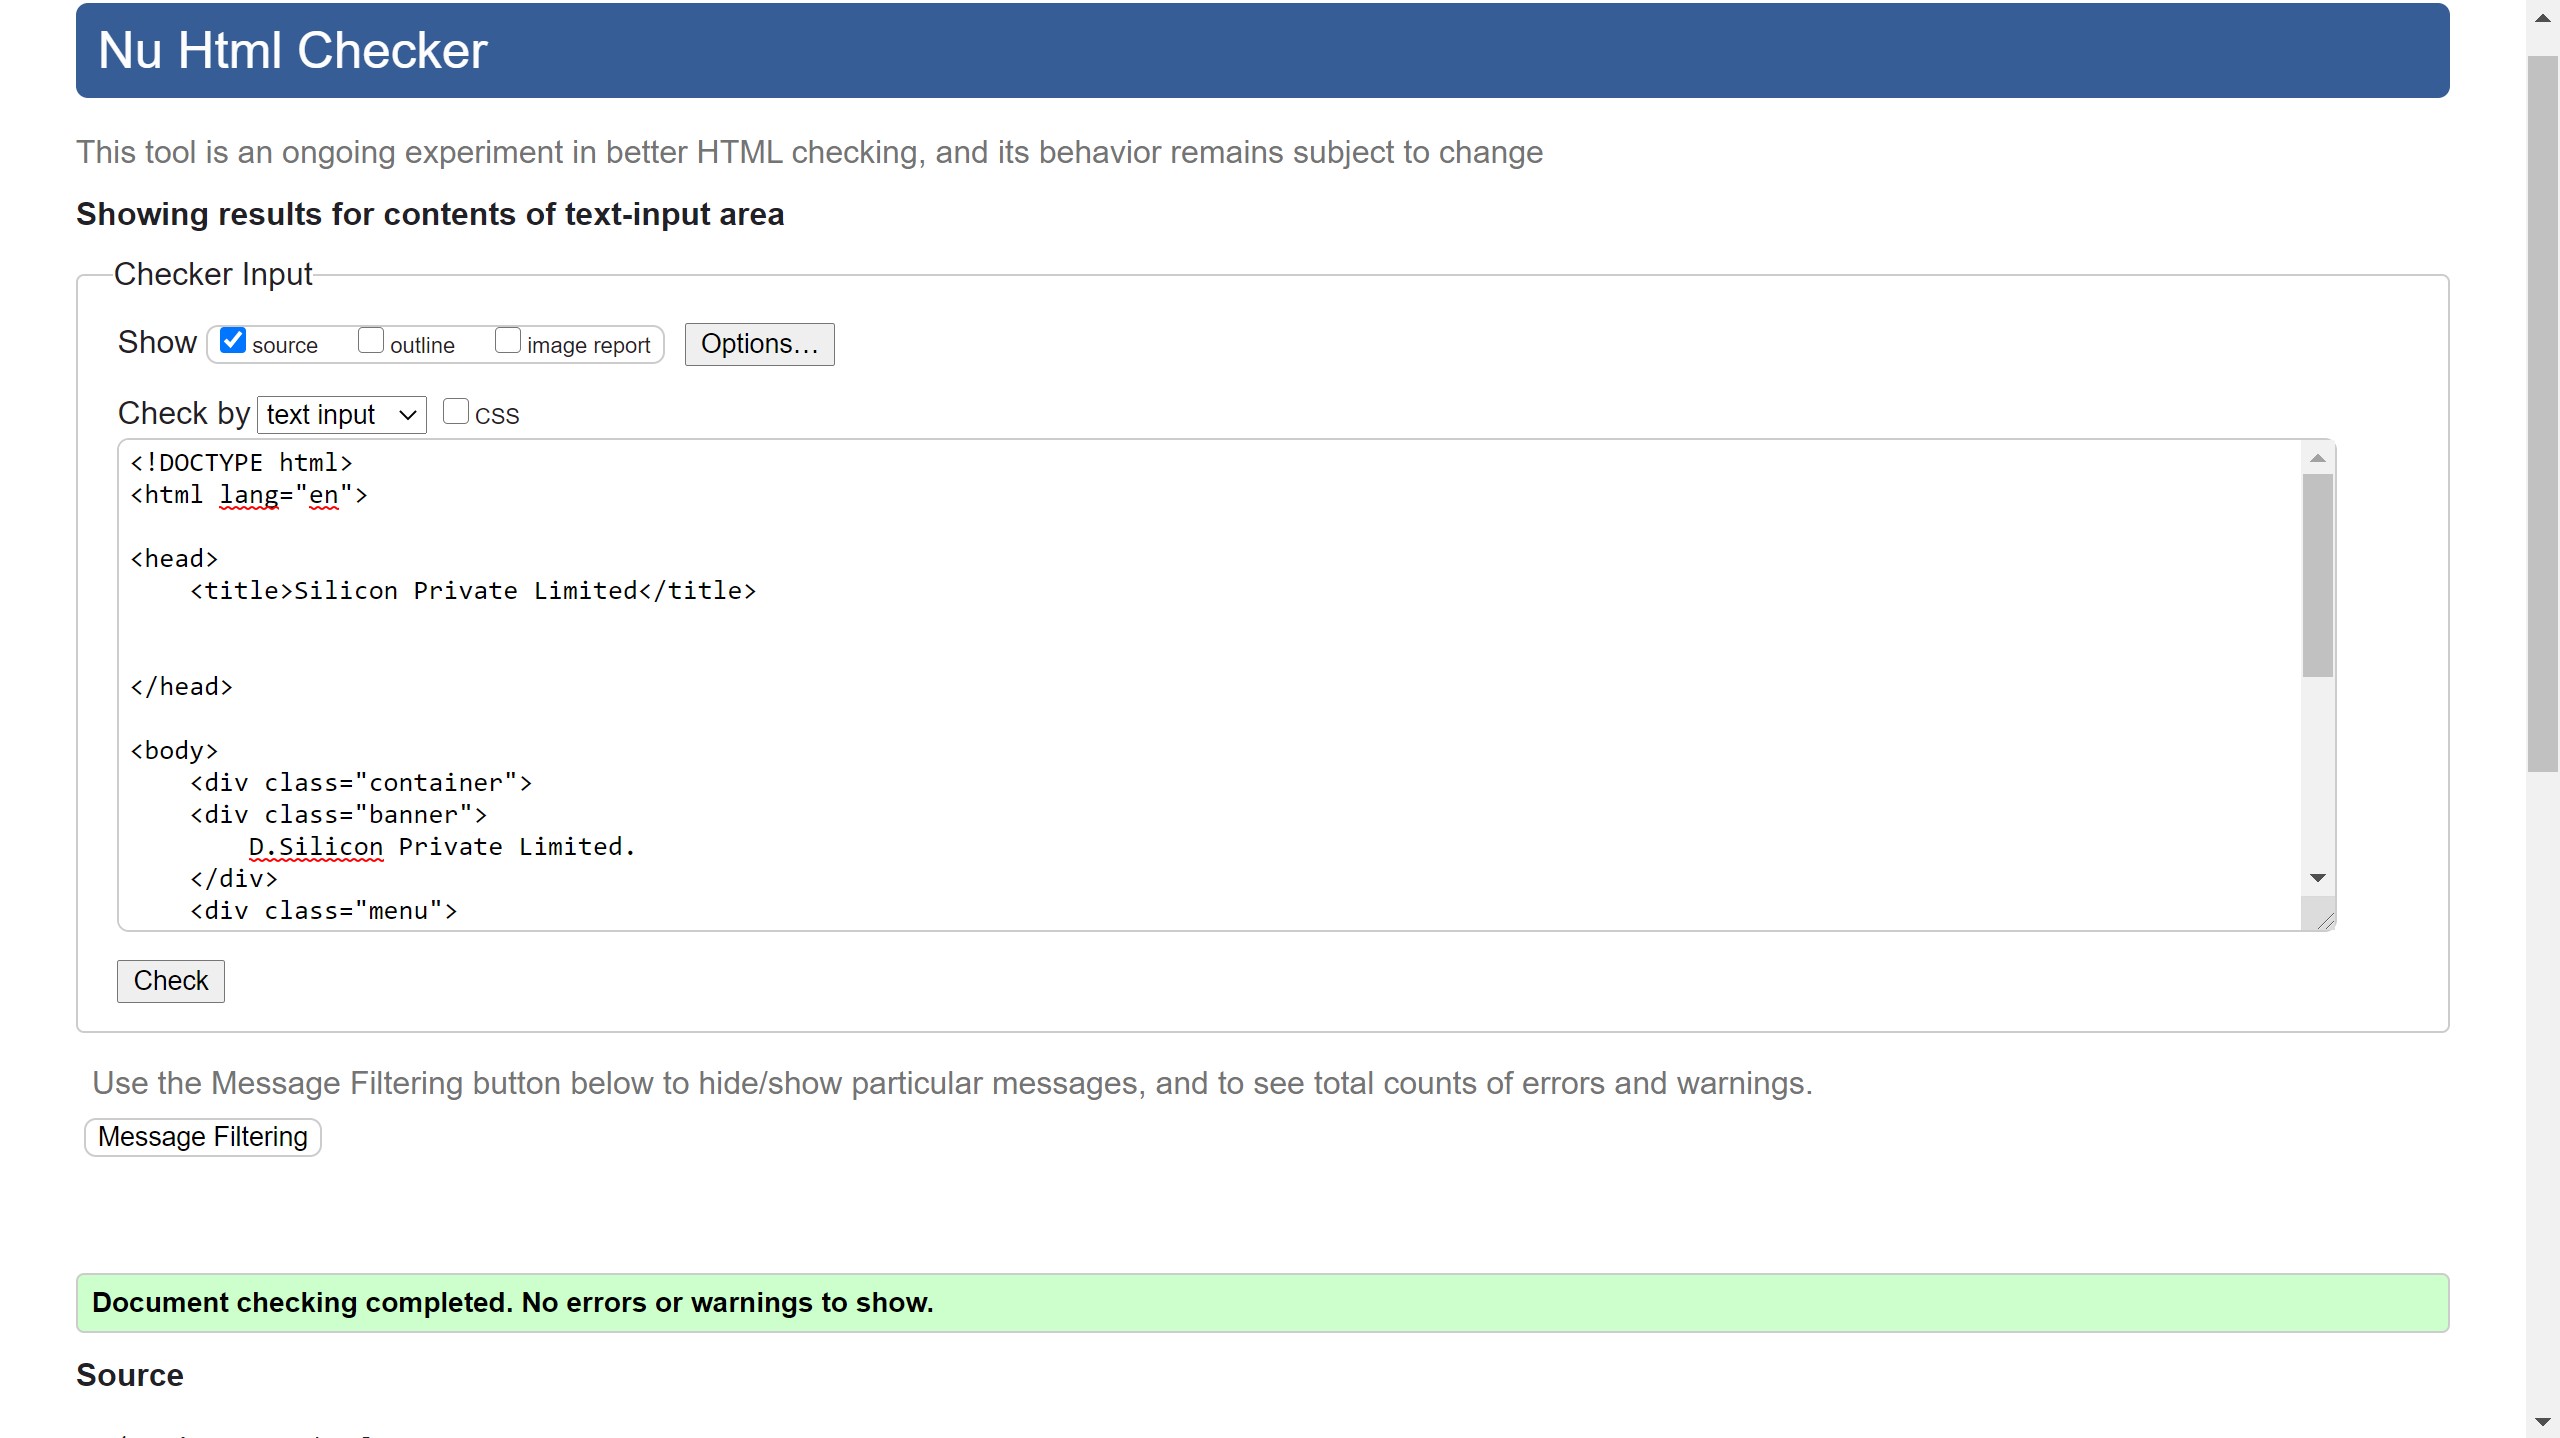 Nu Html Checker
This tool is an ongoing experiment in better HTML checking, and its behavior remains subject to change
Showing results for contents of text-input area
Checker Input
Show source outline image report Options...
Check by text input CSS
<!DOCTYPE html>
<html lang="en">
<head>
<title>Silicon Private Limited</title>
</head>
<body>
<div class="container">
<div class="banner">
D.Silicon Private Limited.
</div>
<div class="menu">
Check
Use the Message Filtering button below to hide/show particular messages, and to see total counts of errors and warnings.
Message Filtering
Document checking completed. No errors or warnings to show.
Source